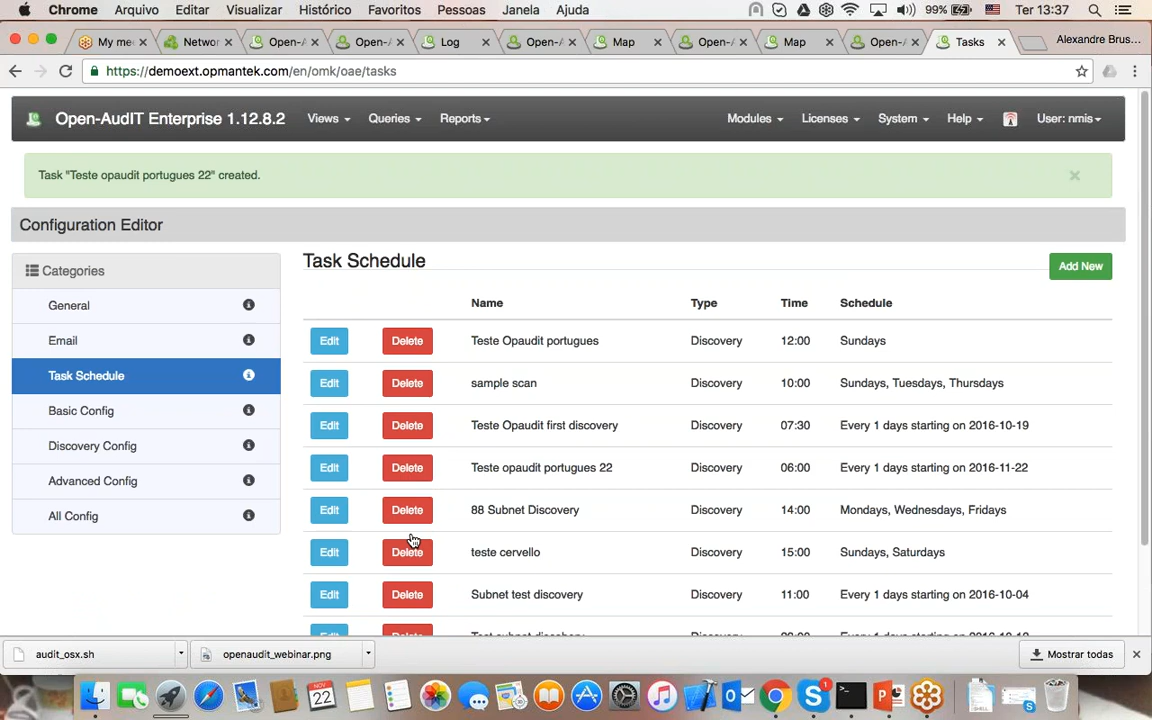 Chrome Arquivo Editar Visualizar Histórico Favoritos Pessoas Janela Ajuda 99% Ter 13:37
My me Networ Open-A Open- Log Open-A Map Open- Map Open-A Tasks Alexandre Brus...
https://demoext.opmantek.com/en/omk/oae/tasks
Open-AudIT Enterprise 1.12.8.2 Views Queries Reports Modules Licenses System Help User: nmis
Task "Teste opaudit portugues 22" created. ×
Configuration Editor
Categories
General
Email
Task Schedule
Basic Config
Discovery Config
Advanced Config
All Config
Task Schedule Add New
Name Type Time Schedule
Edit Delete Teste Opaudit portugues Discovery 12:00 Sundays
Edit Delete sample scan Discovery 10:00 Sundays, Tuesdays, Thursdays
Edit Delete Teste Opaudit first discovery Discovery 07:30 Every 1 days starting on 2016-10-19
Edit Delete Teste opaudit portugues 22 Discovery 06:00 Every 1 days starting on 2016-11-22
Edit Delete 88 Subnet Discovery Discovery 14:00 Mondays, Wednesdays, Fridays
Edit Delete teste cervello Discovery 15:00 Sundays, Saturdays
Edit Delete Subnet test discovery Discovery 11:00 Every 1 days starting on 2016-10-04
audit_osx.sh openaudit_webinar.png Mostrar todas
NOV 22 1